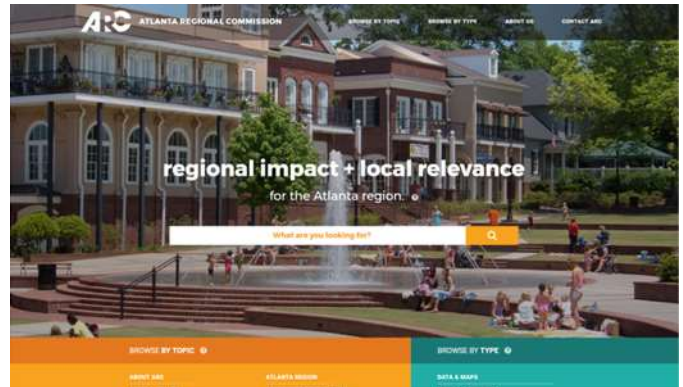 ARC ATLANTA REGIONAL COMMISSION BROWSE BY TOPIC BROWSE BY TYPE ABOUT US CONTACT ARC
regional impact + local relevance
for the Atlanta region.
What are you looking for?
BROWSE BY TOPIC BROWSE BY TYPE
ABOUT ARC ATLANTA REGION DATA & MAPS